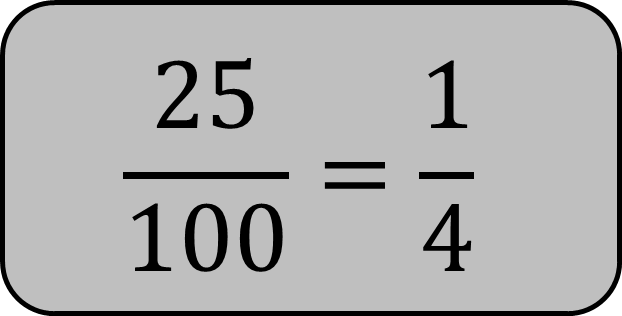 25/100 = 1/4